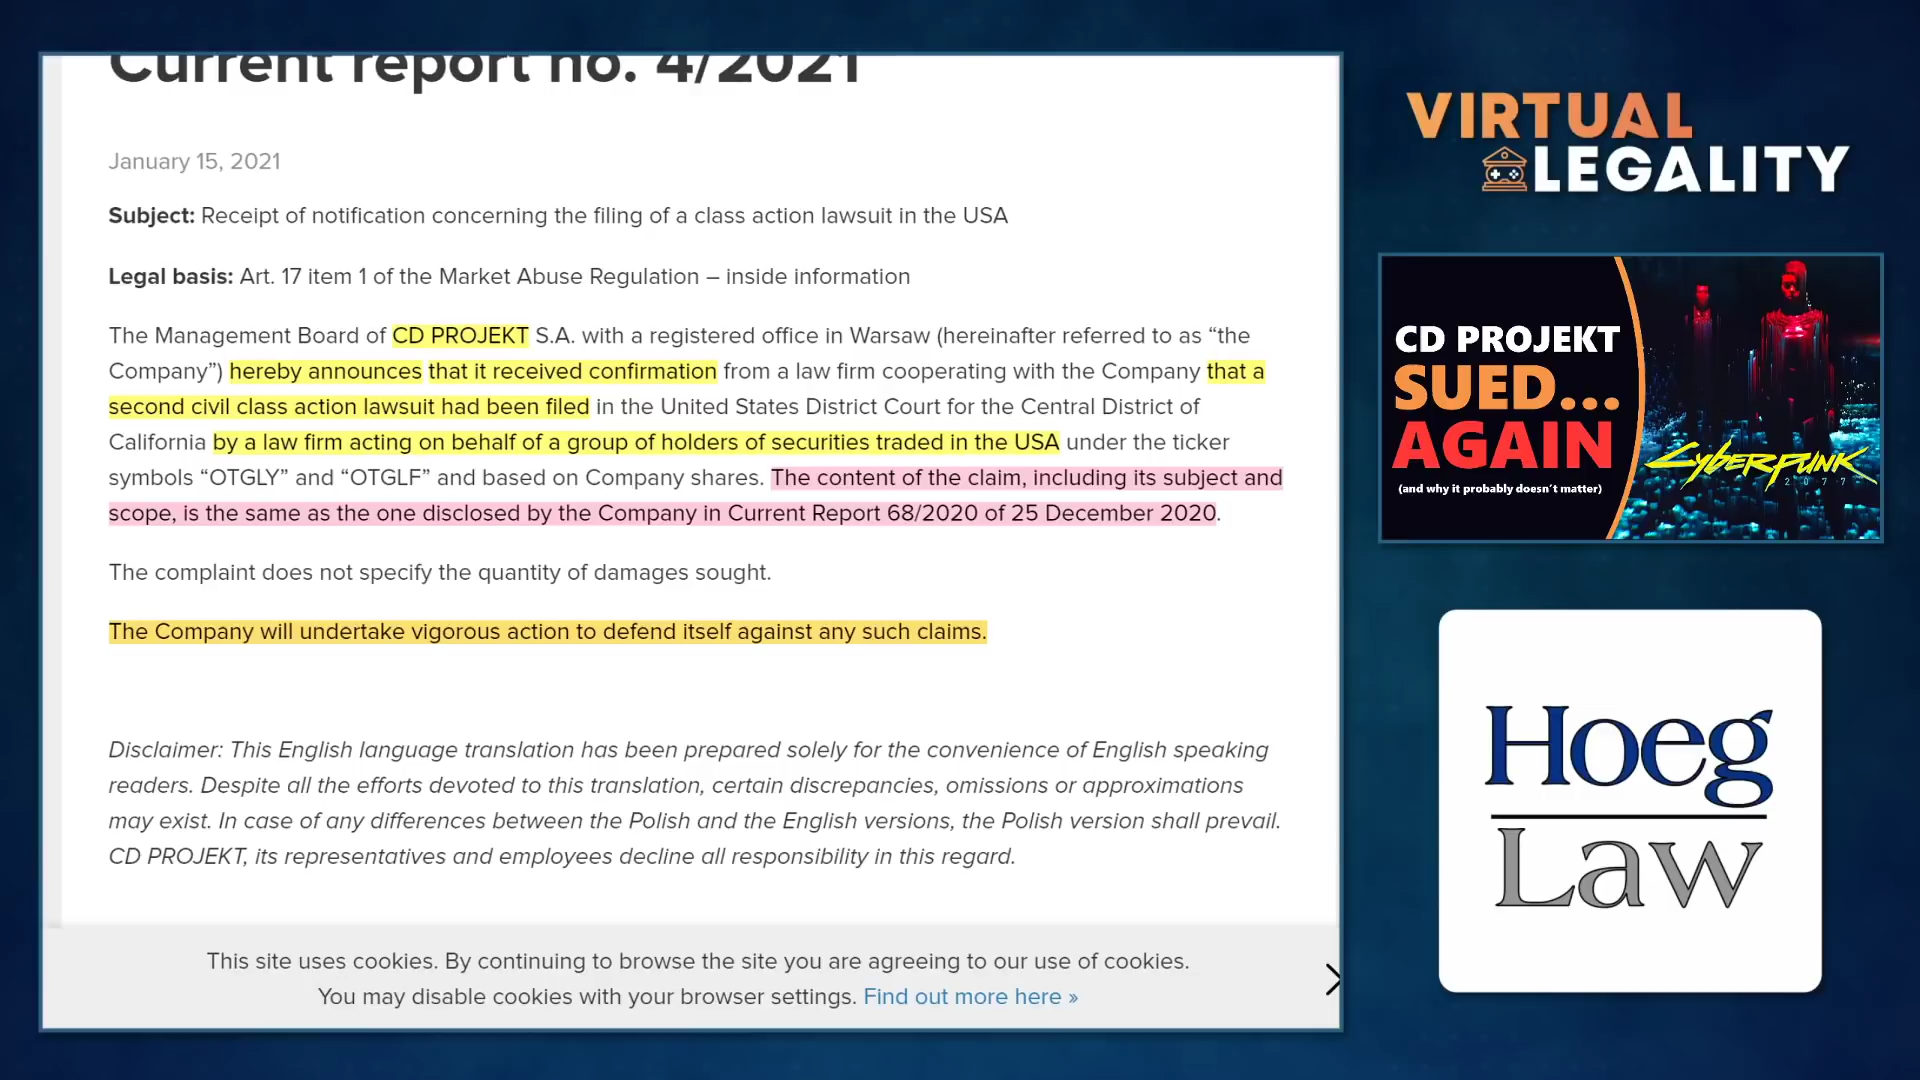 Current report no. 4/2021
January 15, 2021
Subject: Receipt of notification concerning the filing of a class action lawsuit in the USA
Legal basis: Art. 17 item 1 of the Market Abuse Regulation – inside information
The Management Board of CD PROJEKT S.A. with a registered office in Warsaw (hereinafter referred to as “the
Company”) hereby announces that it received confirmation from a law firm cooperating with the Company that a
second civil class action lawsuit had been filed in the United States District Court for the Central District of
California by a law firm acting on behalf of a group of holders of securities traded in the USA under the ticker
symbols “OTGLY” and “OTGLF” and based on Company shares. The content of the claim, including its subject and
scope, is the same as the one disclosed by the Company in Current Report 68/2020 of 25 December 2020.
The complaint does not specify the quantity of damages sought.
The Company will undertake vigorous action to defend itself against any such claims.
Disclaimer: This English language translation has been prepared solely for the convenience of English speaking
readers. Despite all the efforts devoted to this translation, certain discrepancies, omissions or approximations
may exist. In case of any differences between the Polish and the English versions, the Polish version shall prevail.
CD PROJEKT, its representatives and employees decline all responsibility in this regard.
This site uses cookies. By continuing to browse the site you are agreeing to our use of cookies.
You may disable cookies with your browser settings. Find out more here »
VIRTUAL
LEGALITY
CD PROJEKT
SUED...
AGAIN
(and why it probably doesn't matter)
Cyberpunk
2077
Hoeg
Law